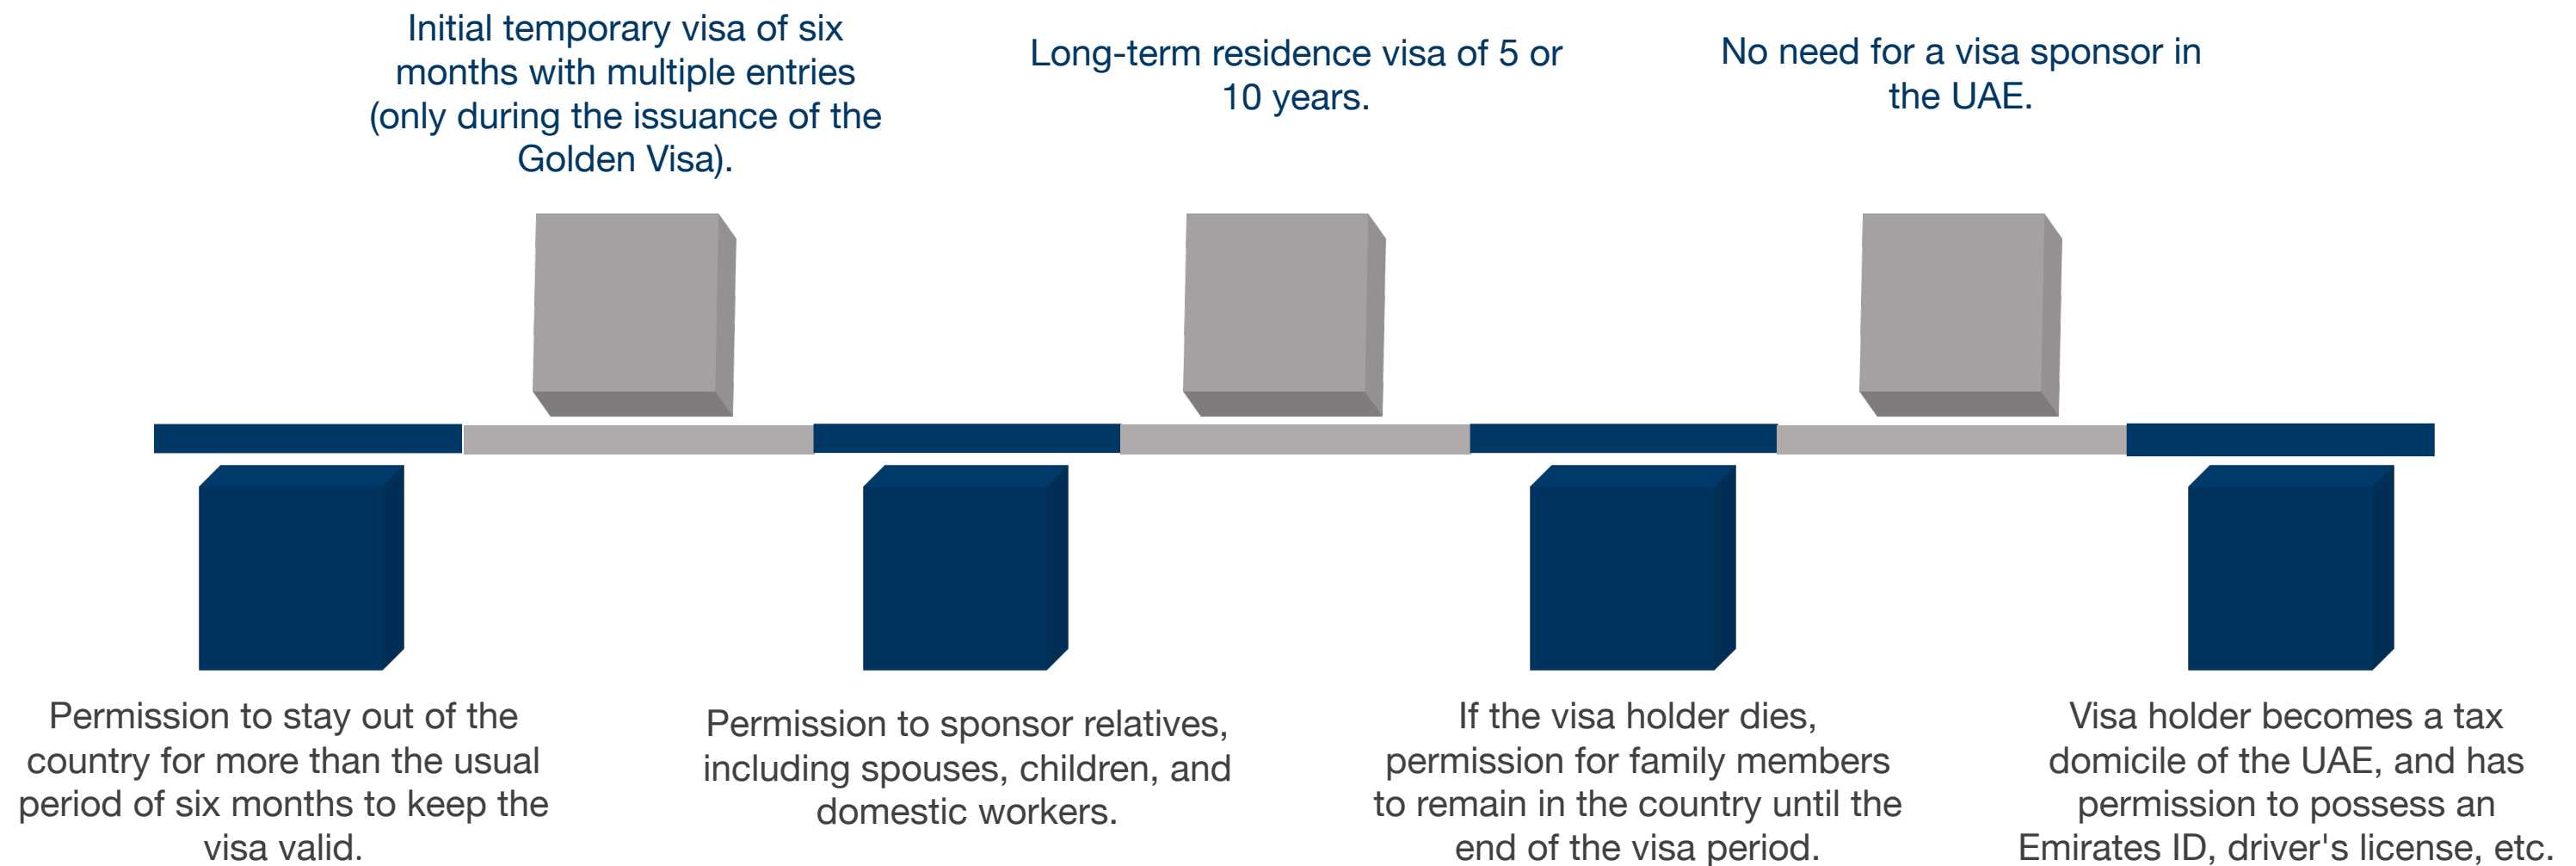 Initial temporary visa of six
months with multiple entries
(only during the issuance of the
Golden Visa).
Long-term residence visa of 5 or
10 years.
No need for a visa sponsor in
the UAE.
Permission to stay out of the
country for more than the usual
period of six months to keep the
visa valid.
Permission to sponsor relatives,
including spouses, children, and
domestic workers.
If the visa holder dies,
permission for family members
to remain in the country until the
end of the visa period.
Visa holder becomes a tax
domicile of the UAE, and has
permission to possess an
Emirates ID, driver's license, etc.